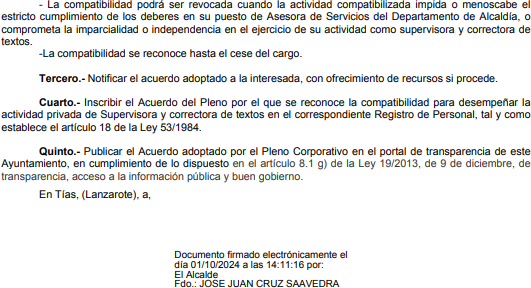 - La compatibilidad podrá ser revocada cuando la actividad compatibilizada impida o menoscabe el
estricto cumplimiento de los deberes en su puesto de Asesora de Servicios del Departamento de Alcaldía, o
comprometa la imparcialidad o independencia en el ejercicio de su actividad como supervisora y correctora de
textos.
-La compatibilidad se reconoce hasta el cese del cargo.
Tercero.- Notificar el acuerdo adoptado a la interesada, con ofrecimiento de recursos si procede.
Cuarto.- Inscribir el Acuerdo del Pleno por el que se reconoce la compatibilidad para desempeñar la
actividad privada de Supervisora y correctora de textos en el correspondiente Registro de Personal, tal y como
establece el artículo 18 de la Ley 53/1984.
Quinto.- Publicar el Acuerdo adoptado por el Pleno Corporativo en el portal de transparencia de este
Ayuntamiento, en cumplimiento de lo dispuesto en el artículo 8.1 g) de la Ley 19/2013, de 9 de diciembre, de
transparencia, acceso a la información pública y buen gobierno.
En Tías, (Lanzarote), a,
Documento firmado electrónicamente el
día 01/10/2024 a las 14:11:16 por:
El Alcalde
Fdo.: JOSE JUAN CRUZ SAAVEDRA